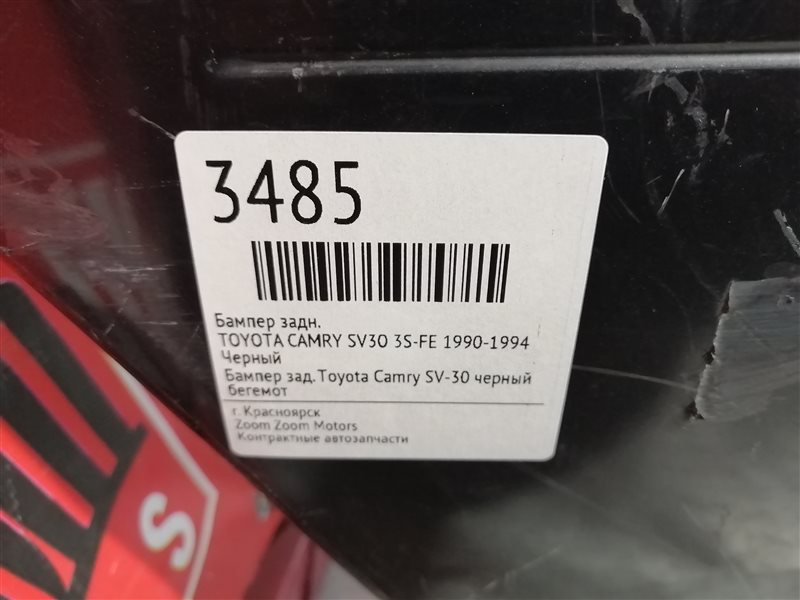 3485
Бампер задн.
TOYOTA CAMRY SV30 3S-FE 1990-1994
Черный
Бампер зад. Toyota Camry SV-30 черный
бегемот
г. Красноярск
Zoom Zoom Motors
Контрактные автозапчасти
S